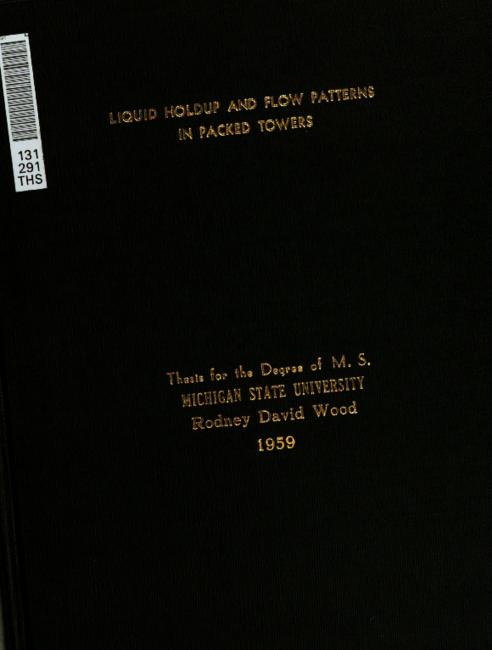 LIQUID HOLDUP AND FLOW PATTERNS
IN PACKED TOWERS
131
291
THS
Thesis for the Degree of M. S.
MICHIGAN STATE UNIVERSITY
Rodney David Wood
1959